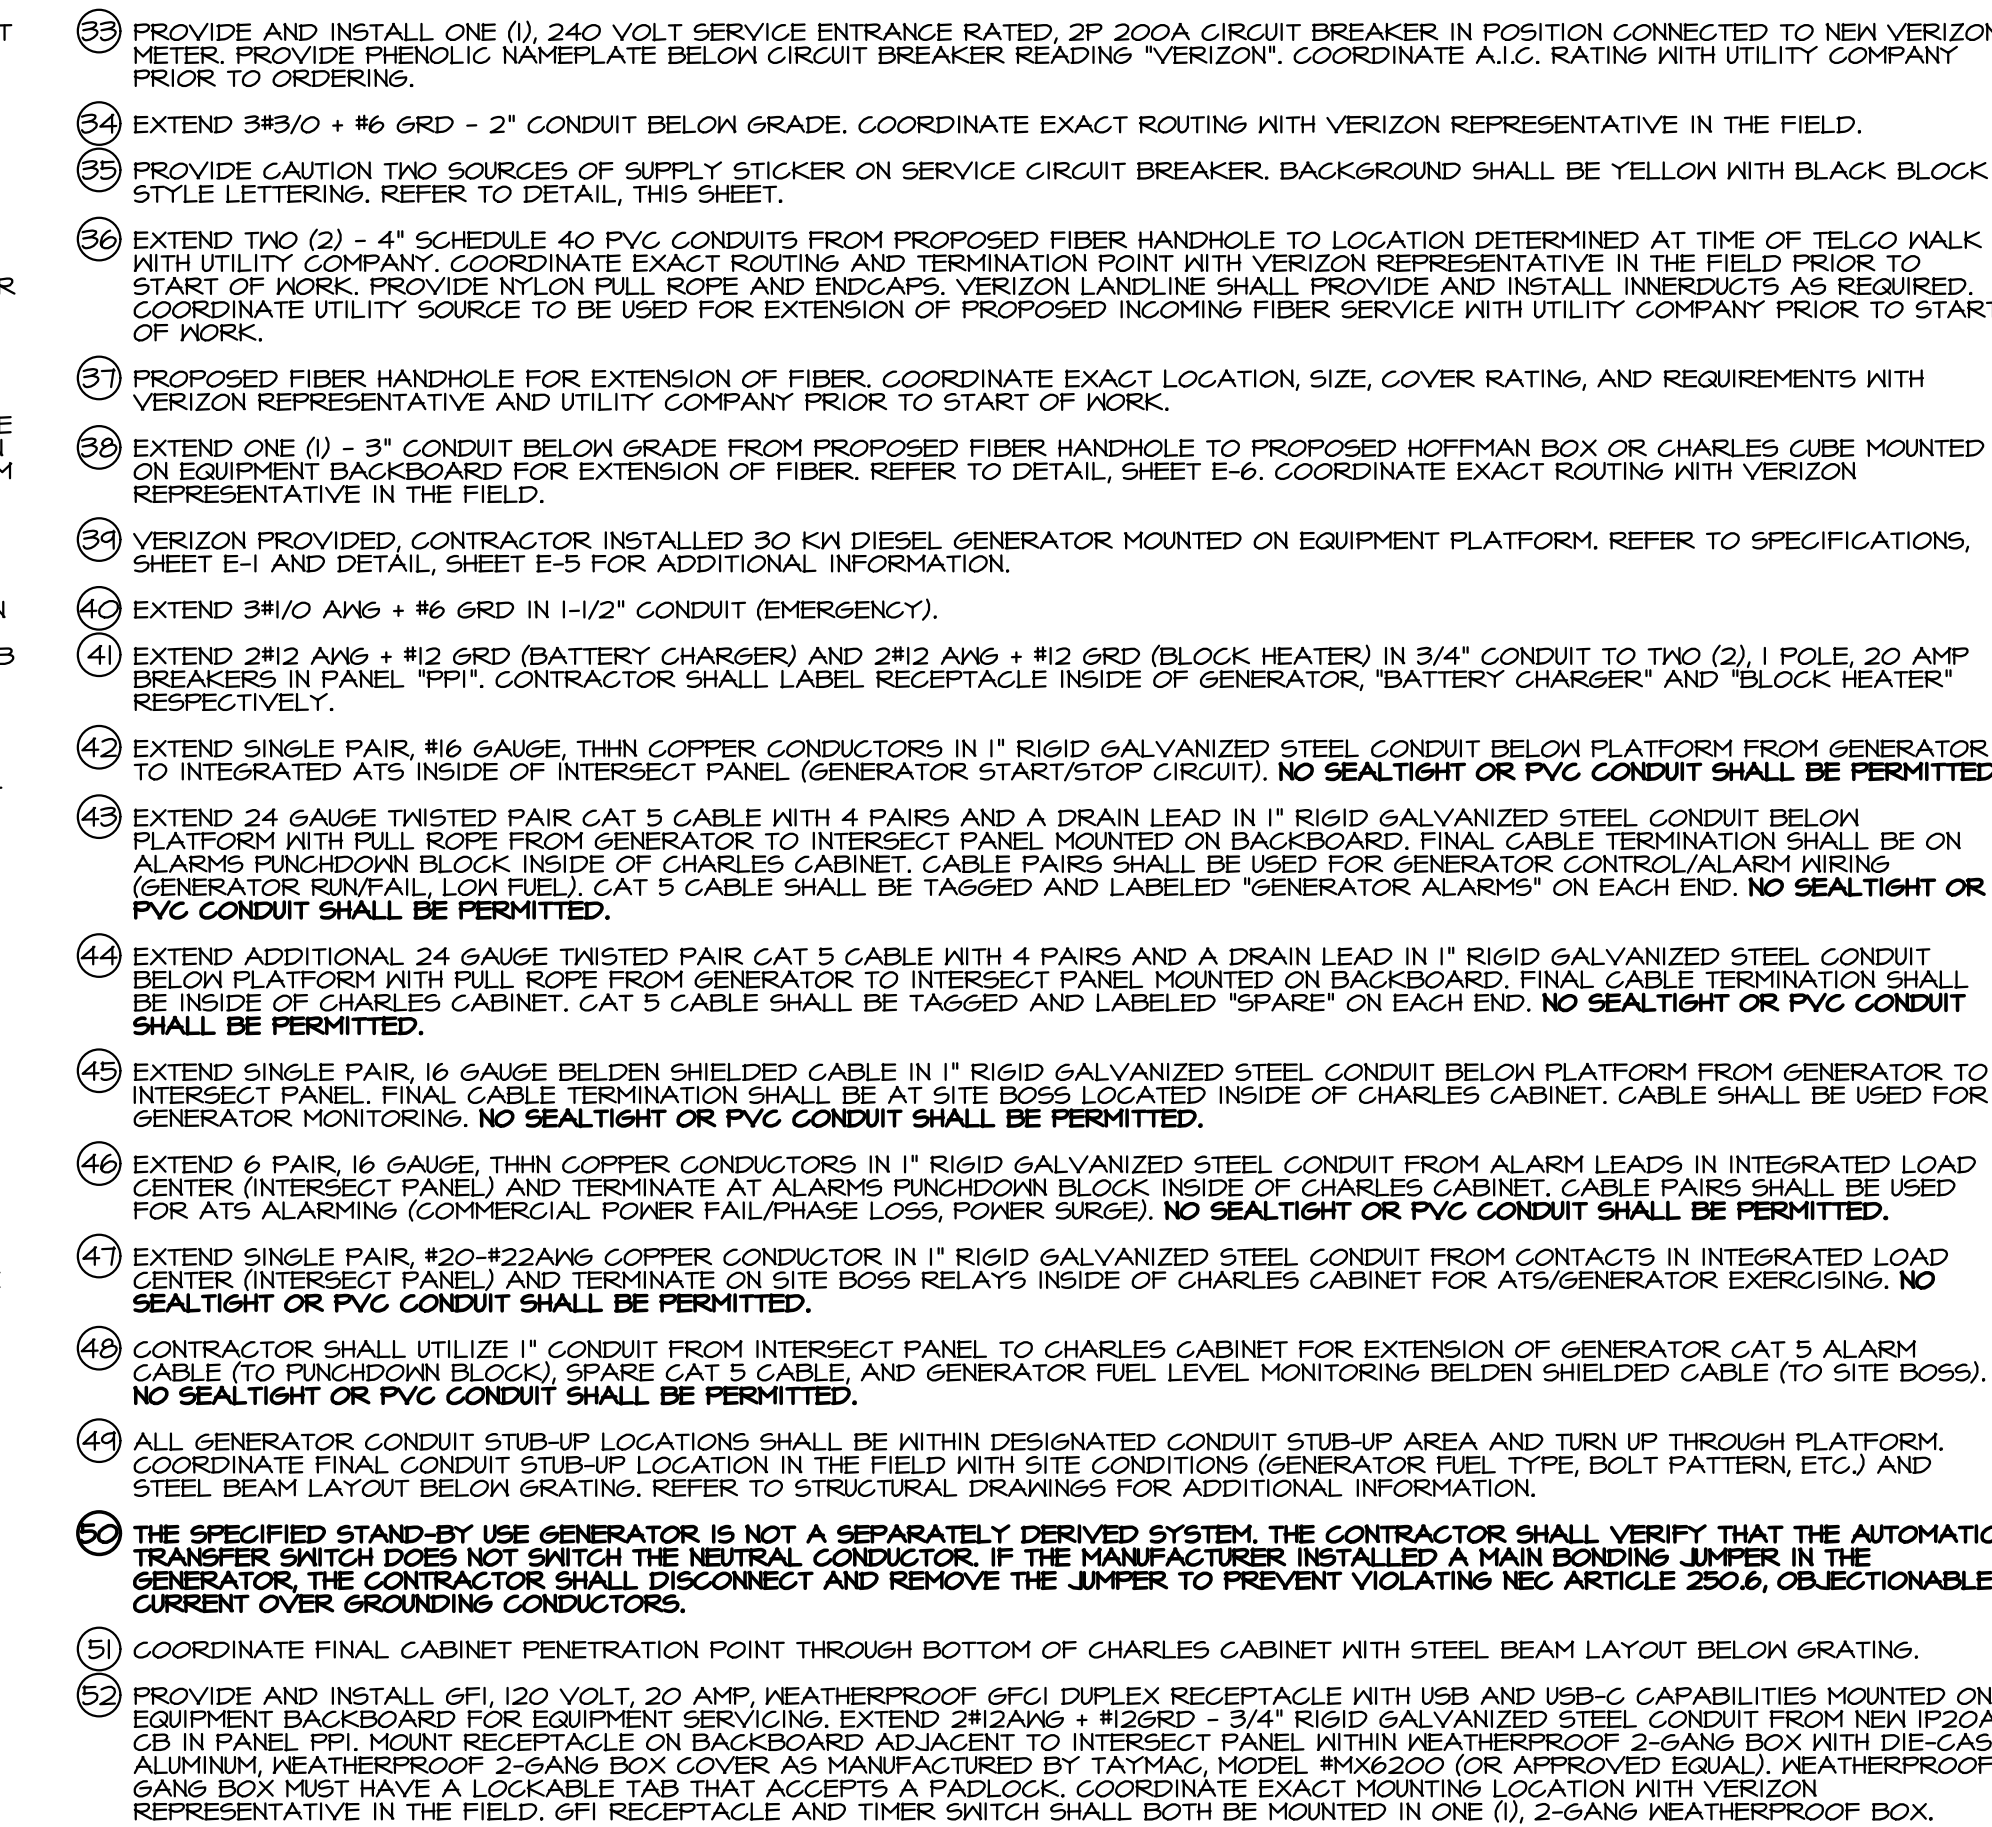 T
33 PROVIDE AND INSTALL ONE (1), 240 VOLT SERVICE ENTRANCE RATED, 2P 200A CIRCUIT BREAKER IN POSITION CONNECTED TO NEW VERIZON
METER. PROVIDE PHENOLIC NAMEPLATE BELOW CIRCUIT BREAKER READING "VERIZON". COORDINATE A.I.C. RATING WITH UTILITY COMPANY
PRIOR TO ORDERING.
34 EXTEND 3#3/0 + #6 GRD - 2" CONDUIT BELOW GRADE. COORDINATE EXACT ROUTING WITH VERIZON REPRESENTATIVE IN THE FIELD.
35 PROVIDE CAUTION TWO SOURCES OF SUPPLY STICKER ON SERVICE CIRCUIT BREAKER. BACKGROUND SHALL BE YELLOW WITH BLACK BLOCK
STYLE LETTERING. REFER TO DETAIL, THIS SHEET.
36 EXTEND TWO (2) - 4" SCHEDULE 40 PVC CONDUITS FROM PROPOSED FIBER HANDHOLE TO LOCATION DETERMINED AT TIME OF TELCO WALK
WITH UTILITY COMPANY. COORDINATE EXACT ROUTING AND TERMINATION POINT WITH VERIZON REPRESENTATIVE IN THE FIELD PRIOR TO
R
START OF WORK. PROVIDE NYLON PULL ROPE AND ENDCAPS. VERIZON LANDLINE SHALL PROVIDE AND INSTALL INNERDUCTS AS REQUIRED.
COORDINATE UTILITY SOURCE TO BE USED FOR EXTENSION OF PROPOSED INCOMING FIBER SERVICE WITH UTILITY COMPANY PRIOR TO START
OF WORK.
37 PROPOSED FIBER HANDHOLE FOR EXTENSION OF FIBER. COORDINATE EXACT LOCATION, SIZE, COVER RATING, AND REQUIREMENTS WITH
VERIZON REPRESENTATIVE AND UTILITY COMPANY PRIOR TO START OF WORK.
E
38 EXTEND ONE (1) - 3" CONDUIT BELOW GRADE FROM PROPOSED FIBER HANDHOLE TO PROPOSED HOFFMAN BOX OR CHARLES CUBE MOUNTED
M
ON EQUIPMENT BACKBOARD FOR EXTENSION OF FIBER. REFER TO DETAIL, SHEET E-6. COORDINATE EXACT ROUTING WITH VERIZON
REPRESENTATIVE IN THE FIELD.
39 VERIZON PROVIDED, CONTRACTOR INSTALLED 30 KW DIESEL GENERATOR MOUNTED ON EQUIPMENT PLATFORM. REFER TO SPECIFICATIONS,
SHEET E-1 AND DETAIL, SHEET E-5 FOR ADDITIONAL INFORMATION.
N
40 EXTEND 3#1/0 AWG + #6 GRD IN 1-1/2" CONDUIT (EMERGENCY).
B
41 EXTEND 2#12 AWG + #12 GRD (BATTERY CHARGER) AND 2#12 AWG + #12 GRD (BLOCK HEATER) IN 3/4" CONDUIT TO TWO (2), 1 POLE, 20 AMP
BREAKERS IN PANEL "PP1". CONTRACTOR SHALL LABEL RECEPTACLE INSIDE OF GENERATOR, "BATTERY CHARGER" AND "BLOCK HEATER"
RESPECTIVELY.
42 EXTEND SINGLE PAIR, #16 GAUGE, THHN COPPER CONDUCTORS IN 1" RIGID GALVANIZED STEEL CONDUIT BELOW PLATFORM FROM GENERATOR
TO INTEGRATED ATS INSIDE OF INTERSECT PANEL (GENERATOR START/STOP CIRCUIT). NO SEALTIGHT OR PVC CONDUIT SHALL BE PERMITTED
43 EXTEND 24 GAUGE TWISTED PAIR CAT 5 CABLE WITH 4 PAIRS AND A DRAIN LEAD IN 1" RIGID GALVANIZED STEEL CONDUIT BELOW
PLATFORM WITH PULL ROPE FROM GENERATOR TO INTERSECT PANEL MOUNTED ON BACKBOARD. FINAL CABLE TERMINATION SHALL BE ON
ALARMS PUNCHDOWN BLOCK INSIDE OF CHARLES CABINET. CABLE PAIRS SHALL BE USED FOR GENERATOR CONTROL/ALARM WIRING
(GENERATOR RUN/FAIL, LOW FUEL). CAT 5 CABLE SHALL BE TAGGED AND LABELED "GENERATOR ALARMS" ON EACH END. NO SEALTIGHT OR
PVC CONDUIT SHALL BE PERMITTED.
44 EXTEND ADDITIONAL 24 GAUGE TWISTED PAIR CAT 5 CABLE WITH 4 PAIRS AND A DRAIN LEAD IN 1" RIGID GALVANIZED STEEL CONDUIT
BELOW PLATFORM WITH PULL ROPE FROM GENERATOR TO INTERSECT PANEL MOUNTED ON BACKBOARD. FINAL CABLE TERMINATION SHALL
BE INSIDE OF CHARLES CABINET. CAT 5 CABLE SHALL BE TAGGED AND LABELED "SPARE" ON EACH END. NO SEALTIGHT OR PVC CONDUIT
SHALL BE PERMITTED.
45 EXTEND SINGLE PAIR, 16 GAUGE BELDEN SHIELDED CABLE IN 1" RIGID GALVANIZED STEEL CONDUIT BELOW PLATFORM FROM GENERATOR TO
INTERSECT PANEL. FINAL CABLE TERMINATION SHALL BE AT SITE BOSS LOCATED INSIDE OF CHARLES CABINET. CABLE SHALL BE USED FOR
GENERATOR MONITORING. NO SEALTIGHT OR PVC CONDUIT SHALL BE PERMITTED.
46 EXTEND 6 PAIR, 16 GAUGE, THHN COPPER CONDUCTORS IN 1" RIGID GALVANIZED STEEL CONDUIT FROM ALARM LEADS IN INTEGRATED LOAD
CENTER (INTERSECT PANEL) AND TERMINATE AT ALARMS PUNCHDOWN BLOCK INSIDE OF CHARLES CABINET. CABLE PAIRS SHALL BE USED
FOR ATS ALARMING (COMMERCIAL POWER FAIL/PHASE LOSS, POWER SURGE). NO SEALTIGHT OR PVC CONDUIT SHALL BE PERMITTED.
47 EXTEND SINGLE PAIR, #20-#22AWG COPPER CONDUCTOR IN 1" RIGID GALVANIZED STEEL CONDUIT FROM CONTACTS IN INTEGRATED LOAD
CENTER (INTERSECT PANEL) AND TERMINATE ON SITE BOSS RELAYS INSIDE OF CHARLES CABINET FOR ATS/GENERATOR EXERCISING. NO
SEALTIGHT OR PVC CONDUIT SHALL BE PERMITTED.
48 CONTRACTOR SHALL UTILIZE 1" CONDUIT FROM INTERSECT PANEL TO CHARLES CABINET FOR EXTENSION OF GENERATOR CAT 5 ALARM
CABLE (TO PUNCHDOWN BLOCK), SPARE CAT 5 CABLE, AND GENERATOR FUEL LEVEL MONITORING BELDEN SHIELDED CABLE (TO SITE BOSS).
NO SEALTIGHT OR PVC CONDUIT SHALL BE PERMITTED.
49 ALL GENERATOR CONDUIT STUB-UP LOCATIONS SHALL BE WITHIN DESIGNATED CONDUIT STUB-UP AREA AND TURN UP THROUGH PLATFORM.
COORDINATE FINAL CONDUIT STUB-UP LOCATION IN THE FIELD WITH SITE CONDITIONS (GENERATOR FUEL TYPE, BOLT PATTERN, ETC.) AND
STEEL BEAM LAYOUT BELOW GRATING. REFER TO STRUCTURAL DRAWINGS FOR ADDITIONAL INFORMATION.
50 THE SPECIFIED STAND-BY USE GENERATOR IS NOT A SEPARATELY DERIVED SYSTEM. THE CONTRACTOR SHALL VERIFY THAT THE AUTOMATIC
TRANSFER SWITCH DOES NOT SWITCH THE NEUTRAL CONDUCTOR. IF THE MANUFACTURER INSTALLED A MAIN BONDING JUMPER IN THE
GENERATOR, THE CONTRACTOR SHALL DISCONNECT AND REMOVE THE JUMPER TO PREVENT VIOLATING NEC ARTICLE 250.6, OBJECTIONABLE
CURRENT OVER GROUNDING CONDUCTORS.
51 COORDINATE FINAL CABINET PENETRATION POINT THROUGH BOTTOM OF CHARLES CABINET WITH STEEL BEAM LAYOUT BELOW GRATING.
52 PROVIDE AND INSTALL GFI, 120 VOLT, 20 AMP, WEATHERPROOF GFCI DUPLEX RECEPTACLE WITH USB AND USB-C CAPABILITIES MOUNTED ON
EQUIPMENT BACKBOARD FOR EQUIPMENT SERVICING. EXTEND 2#12AWG + #12GRD - 3/4" RIGID GALVANIZED STEEL CONDUIT FROM NEW 1P20A
CB IN PANEL PP1. MOUNT RECEPTACLE ON BACKBOARD ADJACENT TO INTERSECT PANEL WITHIN WEATHERPROOF 2-GANG BOX WITH DIE-CAS
ALUMINUM, WEATHERPROOF 2-GANG BOX COVER AS MANUFACTURED BY TAYMAC, MODEL #MX6200 (OR APPROVED EQUAL). WEATHERPROOF
GANG BOX MUST HAVE A LOCKABLE TAB THAT ACCEPTS A PADLOCK. COORDINATE EXACT MOUNTING LOCATION WITH VERIZON
REPRESENTATIVE IN THE FIELD. GFI RECEPTACLE AND TIMER SWITCH SHALL BOTH BE MOUNTED IN ONE (1), 2-GANG WEATHERPROOF BOX.